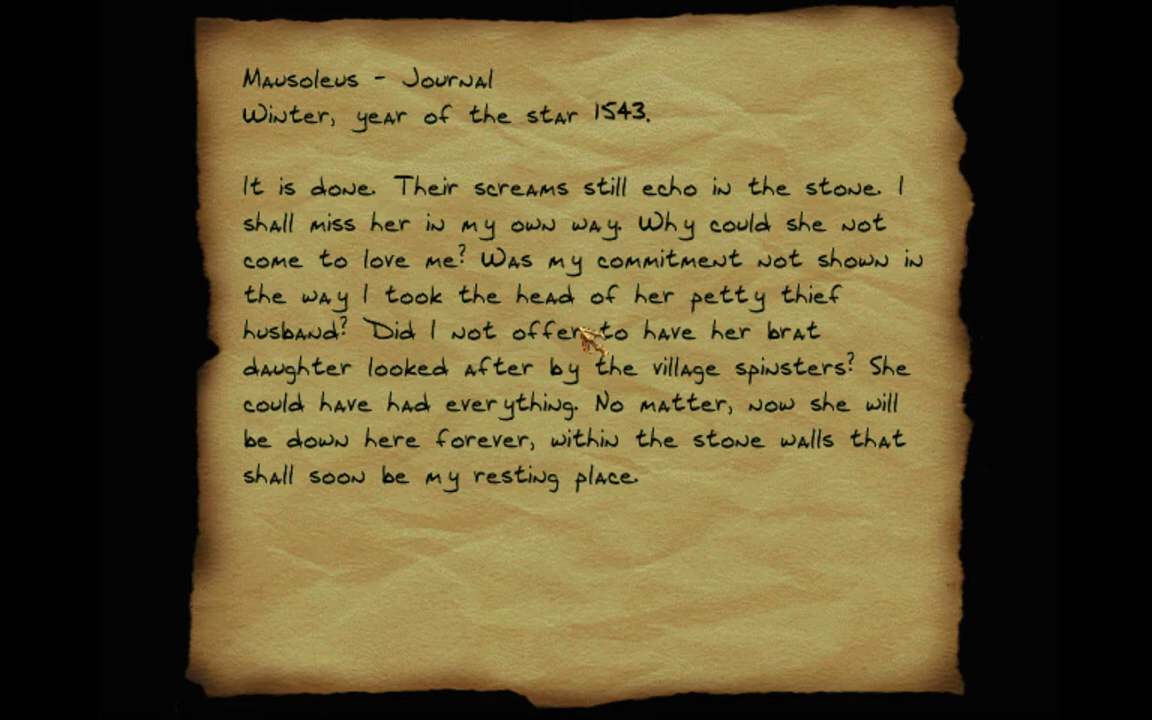 Mausoleus - Journal
Winter, year of the star 1543.
It is done. Their screams still echo in the stone. I
shall miss her in my own way. Why could she not
come to love me? Was my commitment not shown in
the way I took the head of her petty thief
husband? Did I not offer to have her brat
daughter looked after by the village spinsters? She
could have had everything. No matter, now she will
be down here forever, within the stone walls that
shall soon be my resting place.